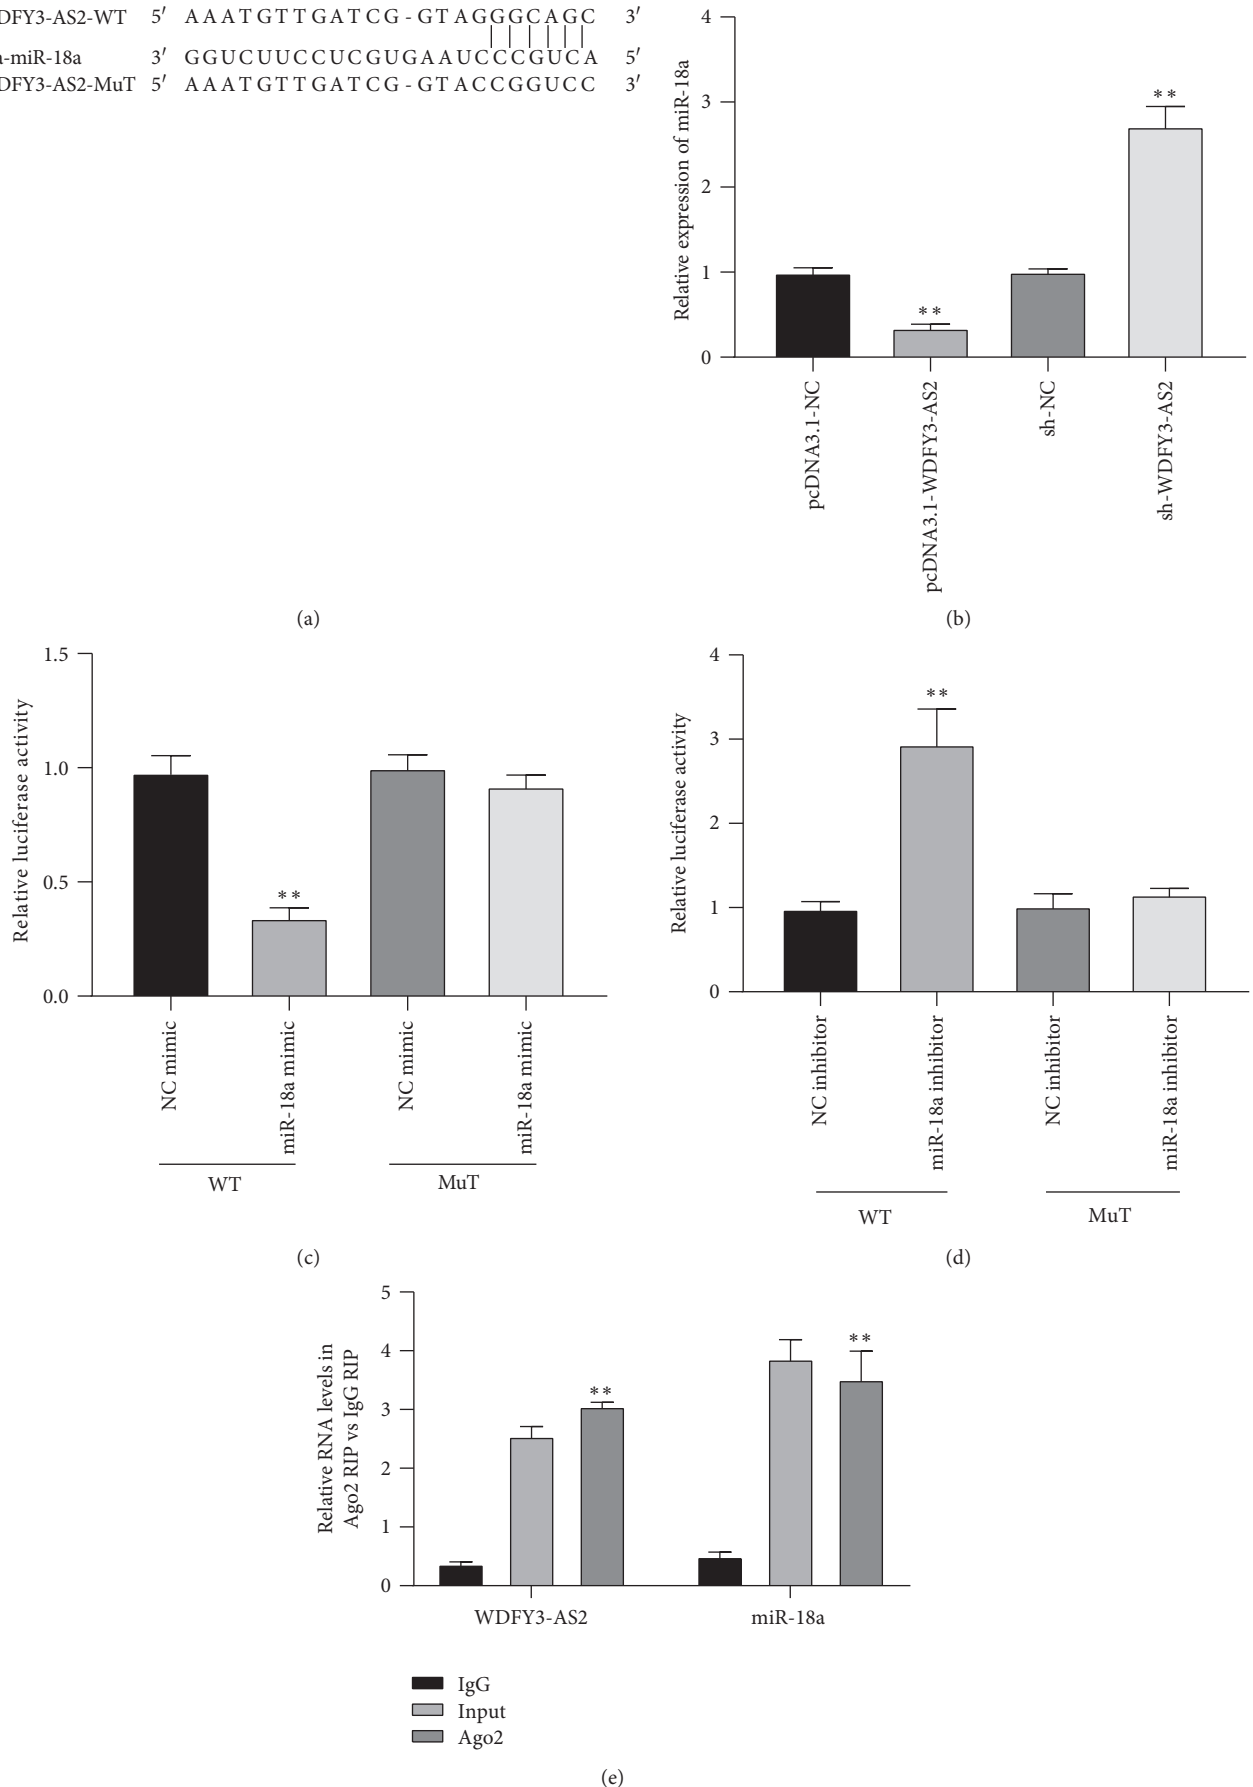 DFY3-AS2-WT 5′ AAATGTTGATCG-GTAGGGCAGC 3′
a-miR-18a 3′ GGUCUUCCUCGUGAAUCCCGUCA 5′
DFY3-AS2-MuT 5′ AAATGTTGATCG-GTACCGGUCC 3′
(a)
Relative expression of miR-18a
4
3
2
1
0
**
**
pcDNA3.1-NC
pcDNA3.1-WDFY3-AS2
sh-NC
sh-WDFY3-AS2
(b)
Relative luciferase activity
1.5
1.0
0.5
0.0
**
NC mimic
miR-18a mimic
NC mimic
miR-18a mimic
WT
MuT
(c)
Relative luciferase activity
4
3
2
1
0
**
NC inhibitor
miR-18a inhibitor
NC inhibitor
miR-18a inhibitor
WT
MuT
(d)
Relative RNA levels in
Ago2 RIP vs IgG RIP
5
4
3
2
1
0
**
**
WDFY3-AS2
miR-18a
IgG
Input
Ago2
(e)